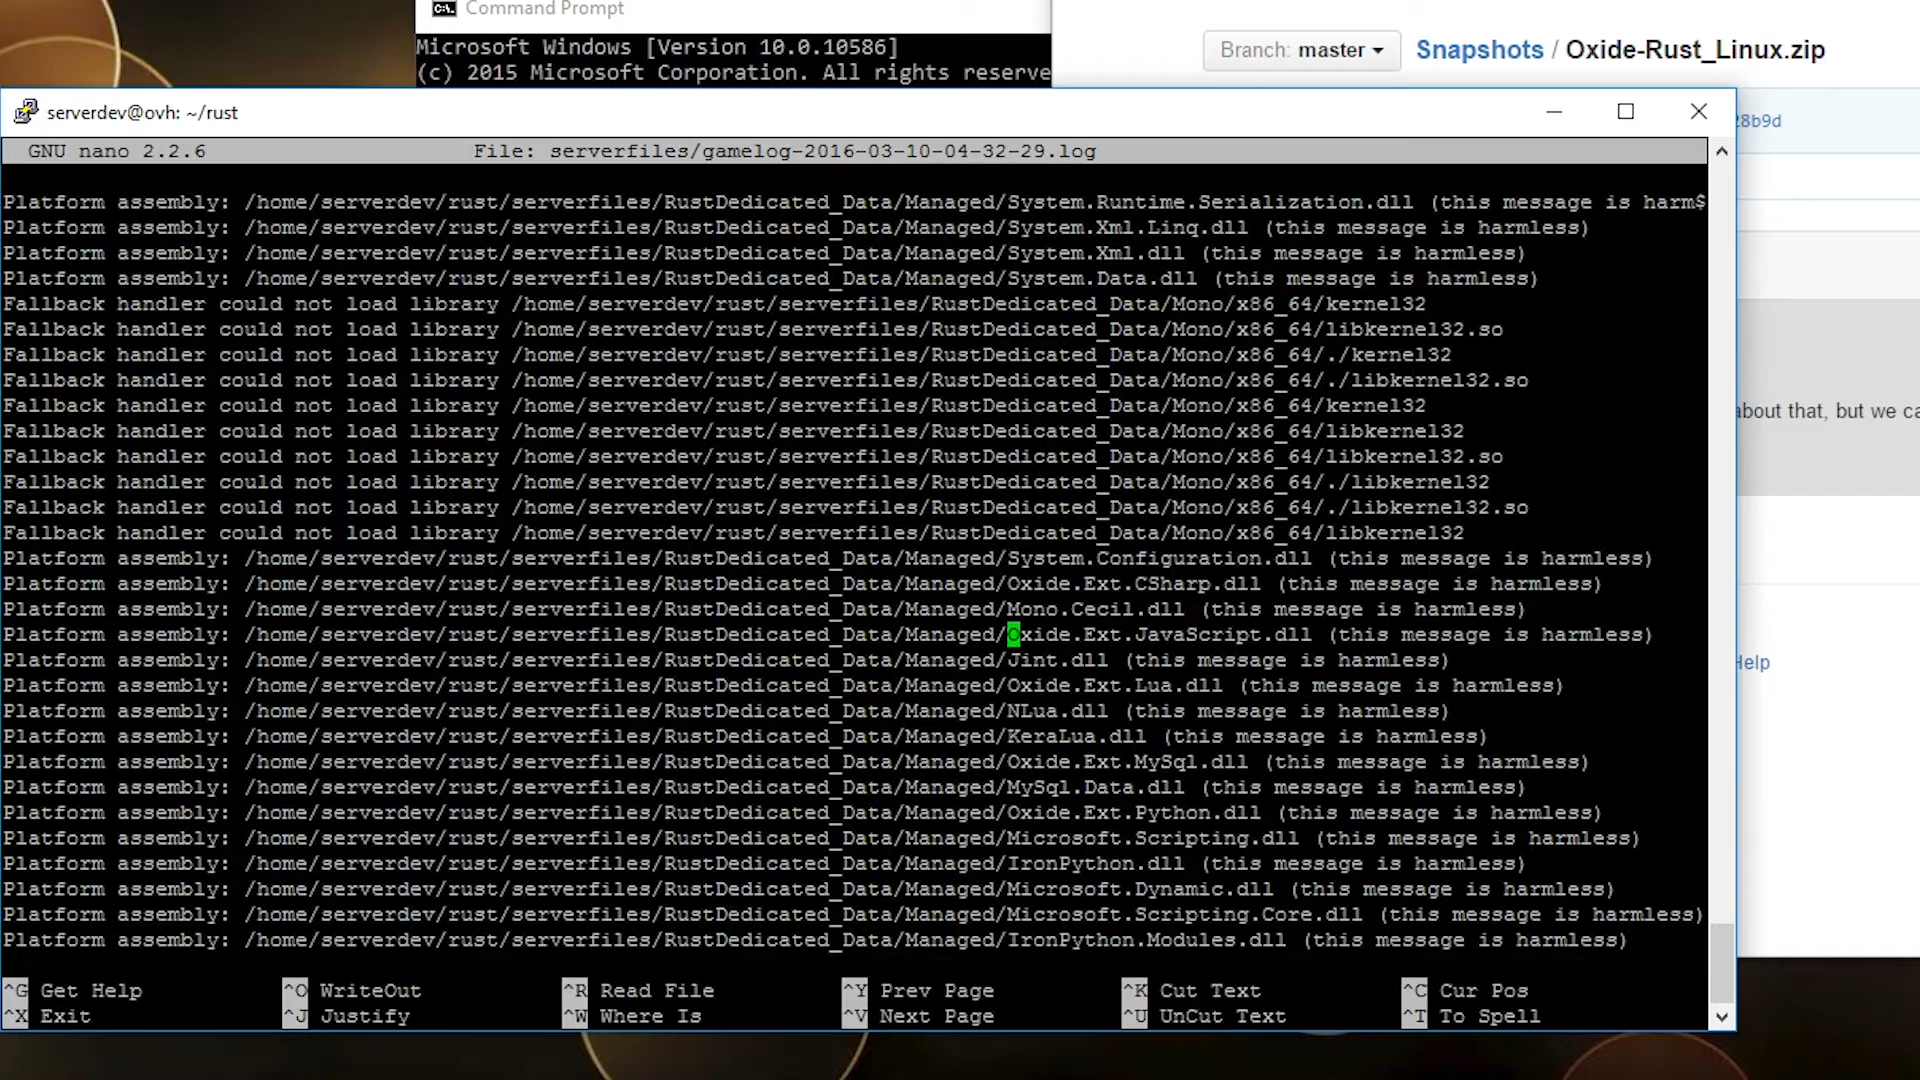 Command Prompt
Microsoft Windows [Version 10.0.10586]
(c) 2015 Microsoft Corporation. All rights reserve
Branch: master
Snapshots / Oxide-Rust_Linux.zip
28b9d
serverdev@ovh: ~/rust
GNU nano 2.2.6 File: serverfiles/gamelog-2016-03-10-04-32-29.log
Platform assembly: /home/serverdev/rust/serverfiles/RustDedicated_Data/Managed/System.Runtime.Serialization.dll (this message is harm$
Platform assembly: /home/serverdev/rust/serverfiles/RustDedicated_Data/Managed/System.Xml.Linq.dll (this message is harmless)
Platform assembly: /home/serverdev/rust/serverfiles/RustDedicated_Data/Managed/System.Xml.dll (this message is harmless)
Platform assembly: /home/serverdev/rust/serverfiles/RustDedicated_Data/Managed/System.Data.dll (this message is harmless)
Fallback handler could not load library /home/serverdev/rust/serverfiles/RustDedicated_Data/Mono/x86_64/kernel32
Fallback handler could not load library /home/serverdev/rust/serverfiles/RustDedicated_Data/Mono/x86_64/libkernel32.so
Fallback handler could not load library /home/serverdev/rust/serverfiles/RustDedicated_Data/Mono/x86_64/./kernel32
Fallback handler could not load library /home/serverdev/rust/serverfiles/RustDedicated_Data/Mono/x86_64/./libkernel32.so
Fallback handler could not load library /home/serverdev/rust/serverfiles/RustDedicated_Data/Mono/x86_64/kernel32
Fallback handler could not load library /home/serverdev/rust/serverfiles/RustDedicated_Data/Mono/x86_64/libkernel32
Fallback handler could not load library /home/serverdev/rust/serverfiles/RustDedicated_Data/Mono/x86_64/libkernel32.so
Fallback handler could not load library /home/serverdev/rust/serverfiles/RustDedicated_Data/Mono/x86_64/./libkernel32
Fallback handler could not load library /home/serverdev/rust/serverfiles/RustDedicated_Data/Mono/x86_64/./libkernel32.so
Fallback handler could not load library /home/serverdev/rust/serverfiles/RustDedicated_Data/Mono/x86_64/libkernel32
Platform assembly: /home/serverdev/rust/serverfiles/RustDedicated_Data/Managed/System.Configuration.dll (this message is harmless)
Platform assembly: /home/serverdev/rust/serverfiles/RustDedicated_Data/Managed/Oxide.Ext.CSharp.dll (this message is harmless)
Platform assembly: /home/serverdev/rust/serverfiles/RustDedicated_Data/Managed/Mono.Cecil.dll (this message is harmless)
Platform assembly: /home/serverdev/rust/serverfiles/RustDedicated_Data/Managed/Oxide.Ext.JavaScript.dll (this message is harmless)
Platform assembly: /home/serverdev/rust/serverfiles/RustDedicated_Data/Managed/Jint.dll (this message is harmless)
Platform assembly: /home/serverdev/rust/serverfiles/RustDedicated_Data/Managed/Oxide.Ext.Lua.dll (this message is harmless)
Platform assembly: /home/serverdev/rust/serverfiles/RustDedicated_Data/Managed/NLua.dll (this message is harmless)
Platform assembly: /home/serverdev/rust/serverfiles/RustDedicated_Data/Managed/KeraLua.dll (this message is harmless)
Platform assembly: /home/serverdev/rust/serverfiles/RustDedicated_Data/Managed/Oxide.Ext.MySql.dll (this message is harmless)
Platform assembly: /home/serverdev/rust/serverfiles/RustDedicated_Data/Managed/MySql.Data.dll (this message is harmless)
Platform assembly: /home/serverdev/rust/serverfiles/RustDedicated_Data/Managed/Oxide.Ext.Python.dll (this message is harmless)
Platform assembly: /home/serverdev/rust/serverfiles/RustDedicated_Data/Managed/Microsoft.Scripting.dll (this message is harmless)
Platform assembly: /home/serverdev/rust/serverfiles/RustDedicated_Data/Managed/IronPython.dll (this message is harmless)
Platform assembly: /home/serverdev/rust/serverfiles/RustDedicated_Data/Managed/Microsoft.Dynamic.dll (this message is harmless)
Platform assembly: /home/serverdev/rust/serverfiles/RustDedicated_Data/Managed/Microsoft.Scripting.Core.dll (this message is harmless)
Platform assembly: /home/serverdev/rust/serverfiles/RustDedicated_Data/Managed/IronPython.Modules.dll (this message is harmless)
about that, but we ca
Help
^G Get Help ^O WriteOut ^R Read File ^Y Prev Page ^K Cut Text ^C Cur Pos
^X Exit ^J Justify ^W Where Is ^V Next Page ^U UnCut Text ^T To Spell